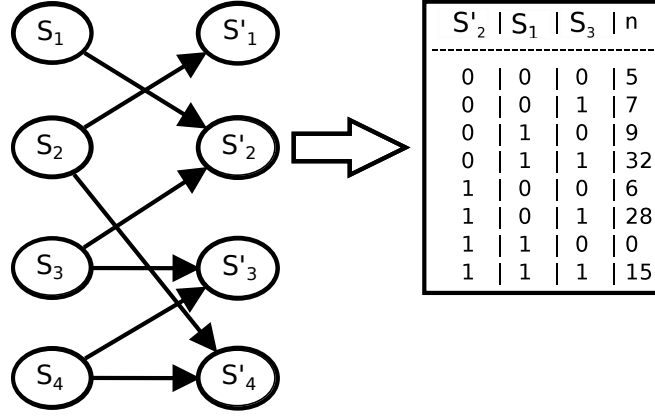 S₁
S'₁
S₂
S'₂
S₃
S'₃
S₄
S'₄
S'₂ | S₁ | S₃ | n
0 | 0 | 0 | 5
0 | 0 | 1 | 7
0 | 1 | 0 | 9
0 | 1 | 1 | 32
1 | 0 | 0 | 6
1 | 0 | 1 | 28
1 | 1 | 0 | 0
1 | 1 | 1 | 15